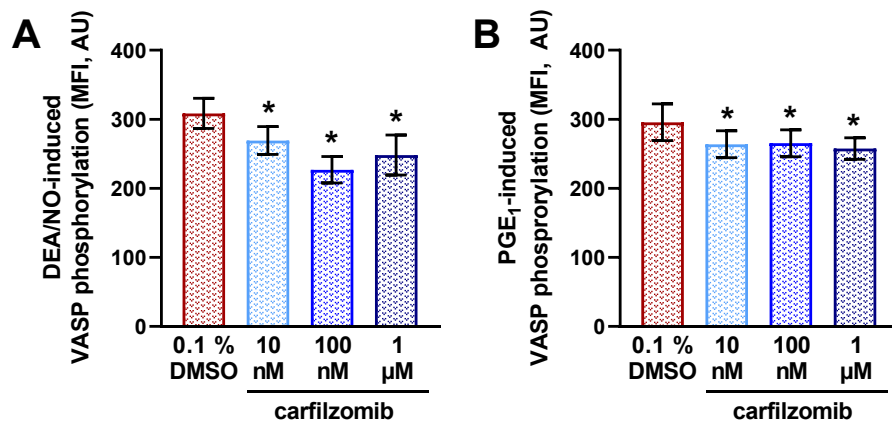 A
DEA/NO-induced
VASP phosphorylation (MFI, AU)
400
300
200
100
0
*
*
*
0.1 %
DMSO
10
nM
100
nM
1
µM
carfilzomib
B
PGE₁-induced
VASP phosprorylation (MFI, AU)
400
300
200
100
0
*
*
*
0.1 %
DMSO
10
nM
100
nM
1
µM
carfilzomib